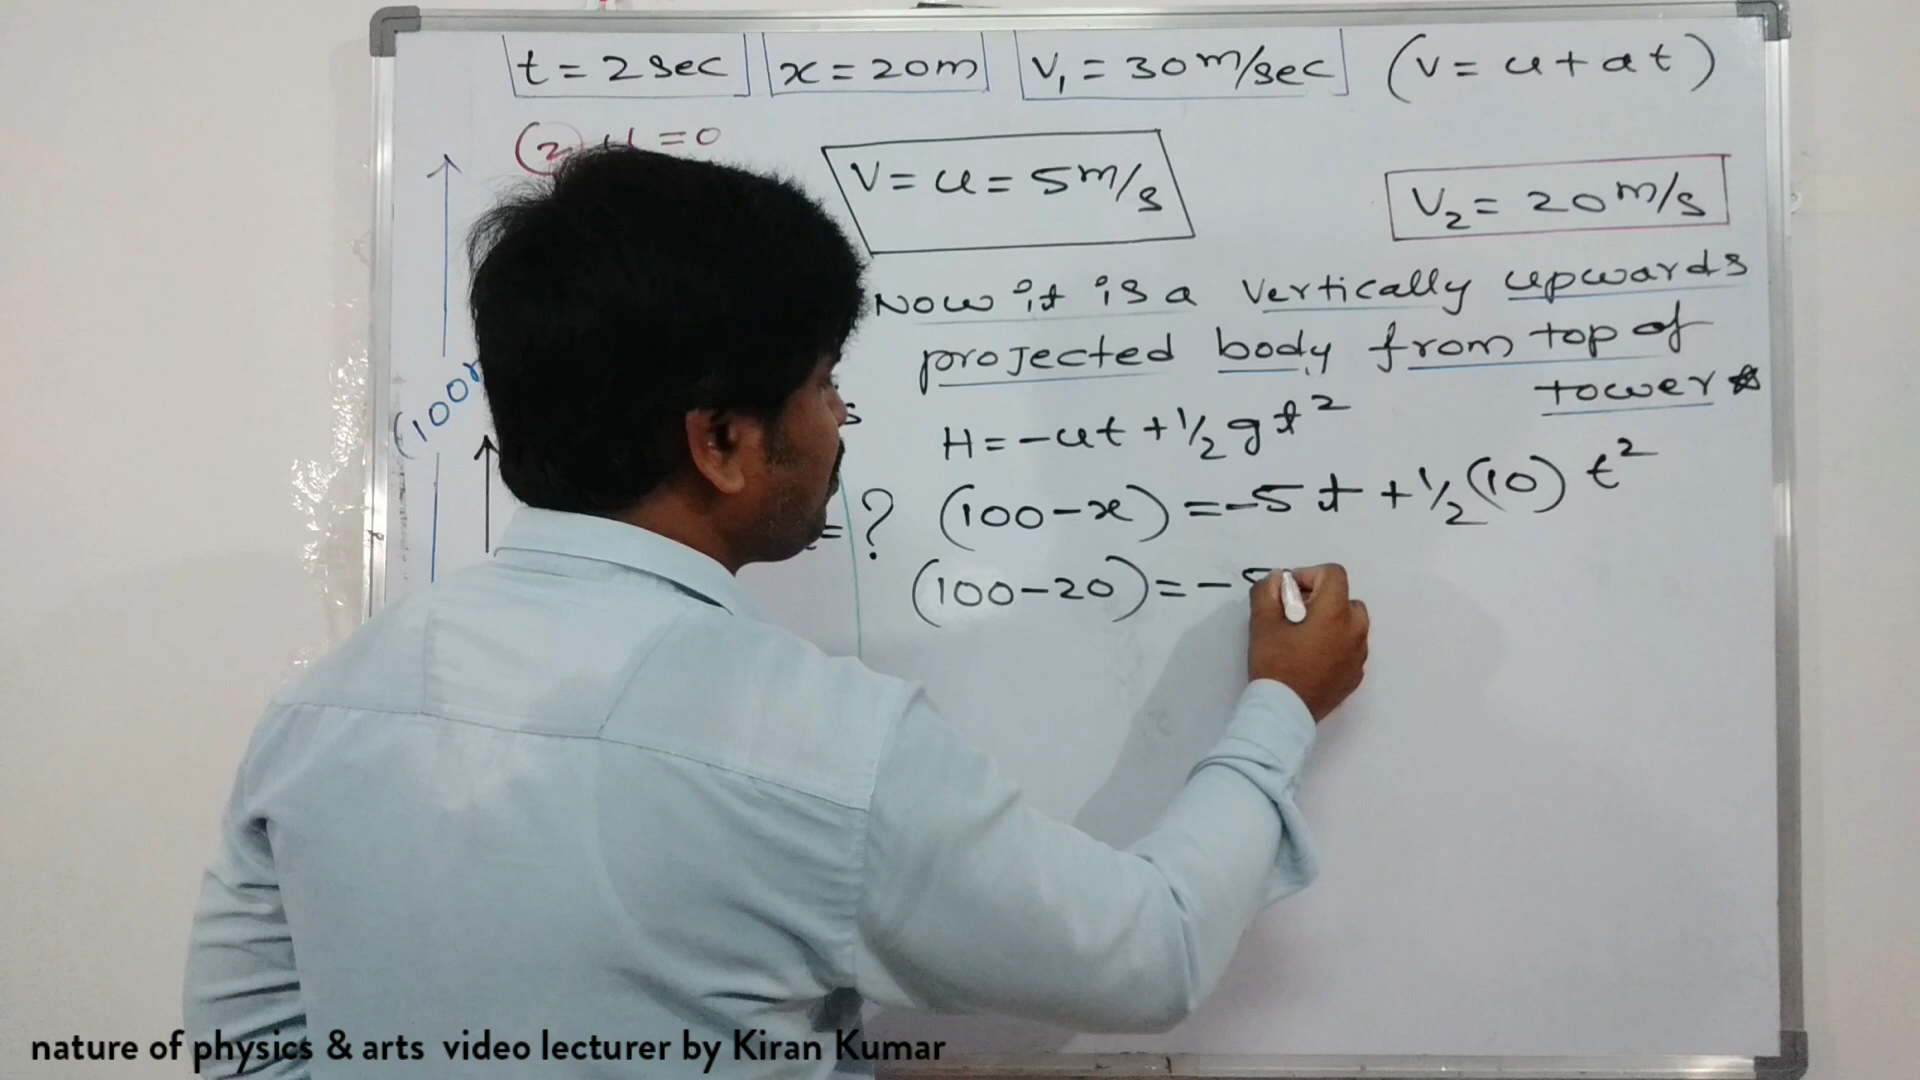 t = 2 sec x = 20m V₁ = 30 m/sec (V = u + at)
(2) u = 0
V = u = 5 m/s
V₂ = 20 m/s
Now it is a vertically upwards
projected body from top of
tower
(100
H = -ut + 1/2 gt²
= ? (100 - x) = -5t + 1/2 (10) t²
(100 - 20) = - 5
nature of physics & arts video lecturer by Kiran Kumar